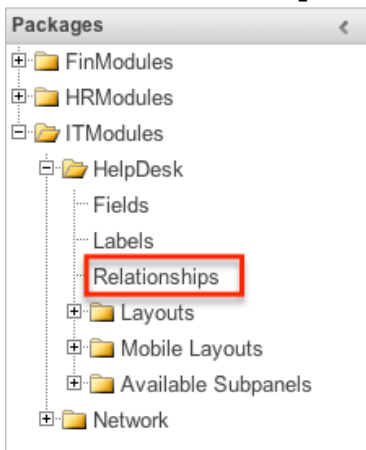 Packages
FinModules
HRModules
ITModules
HelpDesk
Fields
Labels
Relationships
Layouts
Mobile Layouts
Available Subpanels
Network